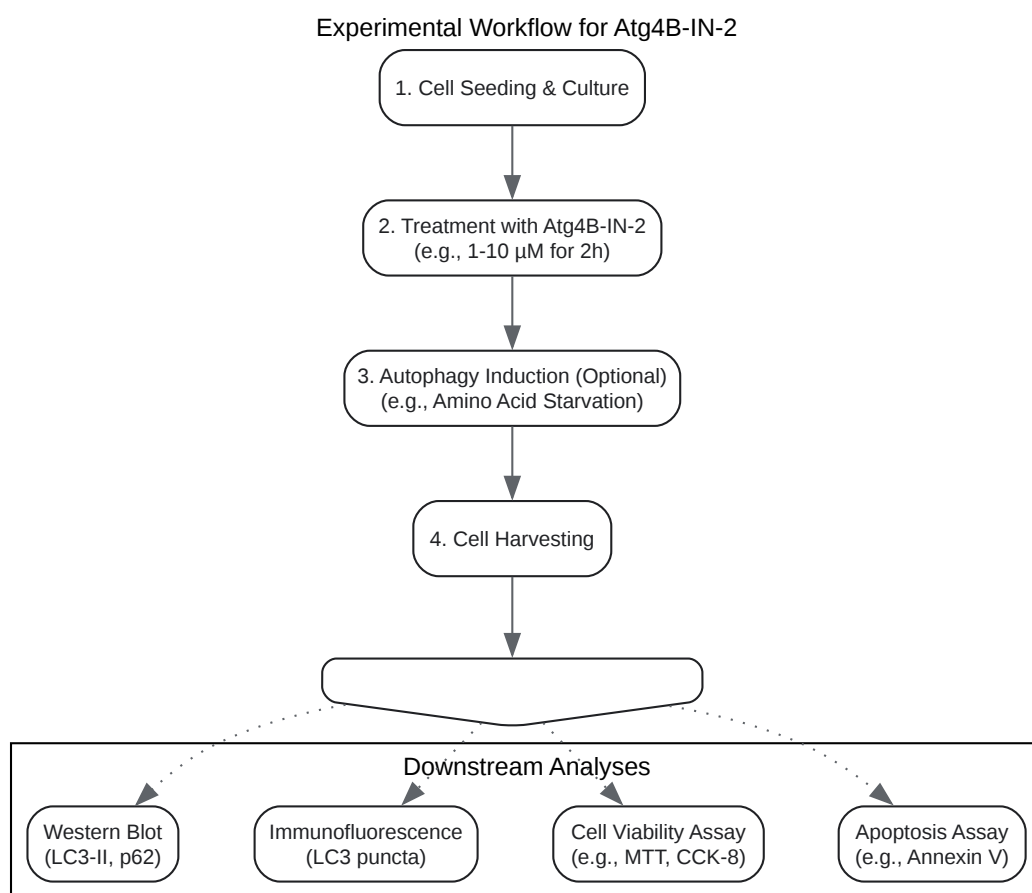 Experimental Workflow for Atg4B-IN-2
1. Cell Seeding & Culture
2. Treatment with Atg4B-IN-2
(e.g., 1-10 µM for 2h)
3. Autophagy Induction (Optional)
(e.g., Amino Acid Starvation)
4. Cell Harvesting
Downstream Analyses
Western Blot
(LC3-II, p62)
Immunofluorescence
(LC3 puncta)
Cell Viability Assay
(e.g., MTT, CCK-8)
Apoptosis Assay
(e.g., Annexin V)